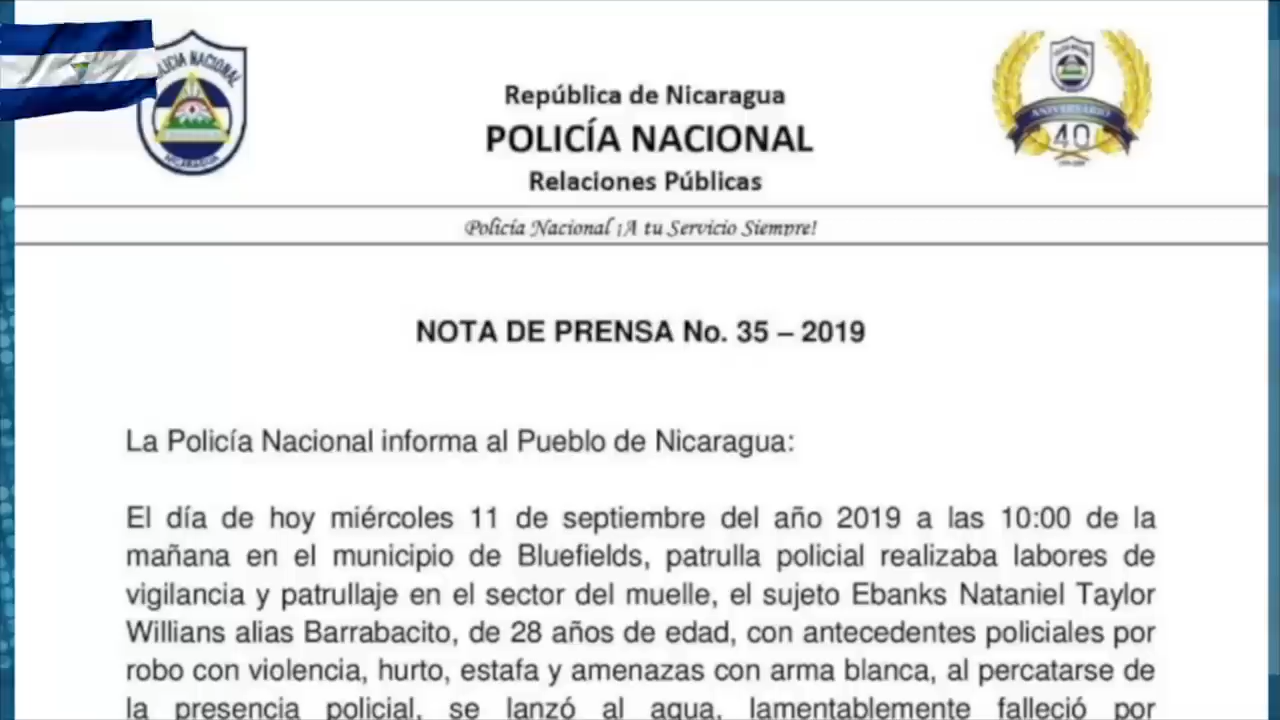 POLICIA NACIONAL
NICARAGUA
República de Nicaragua
POLICÍA NACIONAL
Relaciones Públicas
ANIVERSARIO
40
Policía Nacional ¡A tu Servicio Siempre!
NOTA DE PRENSA No. 35 – 2019
La Policía Nacional informa al Pueblo de Nicaragua:
El día de hoy miércoles 11 de septiembre del año 2019 a las 10:00 de la
mañana en el municipio de Bluefields, patrulla policial realizaba labores de
vigilancia y patrullaje en el sector del muelle, el sujeto Ebanks Nataniel Taylor
Willians alias Barrabacito, de 28 años de edad, con antecedentes policiales por
robo con violencia, hurto, estafa y amenazas con arma blanca, al percatarse de
la presencia policial, se lanzó al agua, lamentablemente falleció por